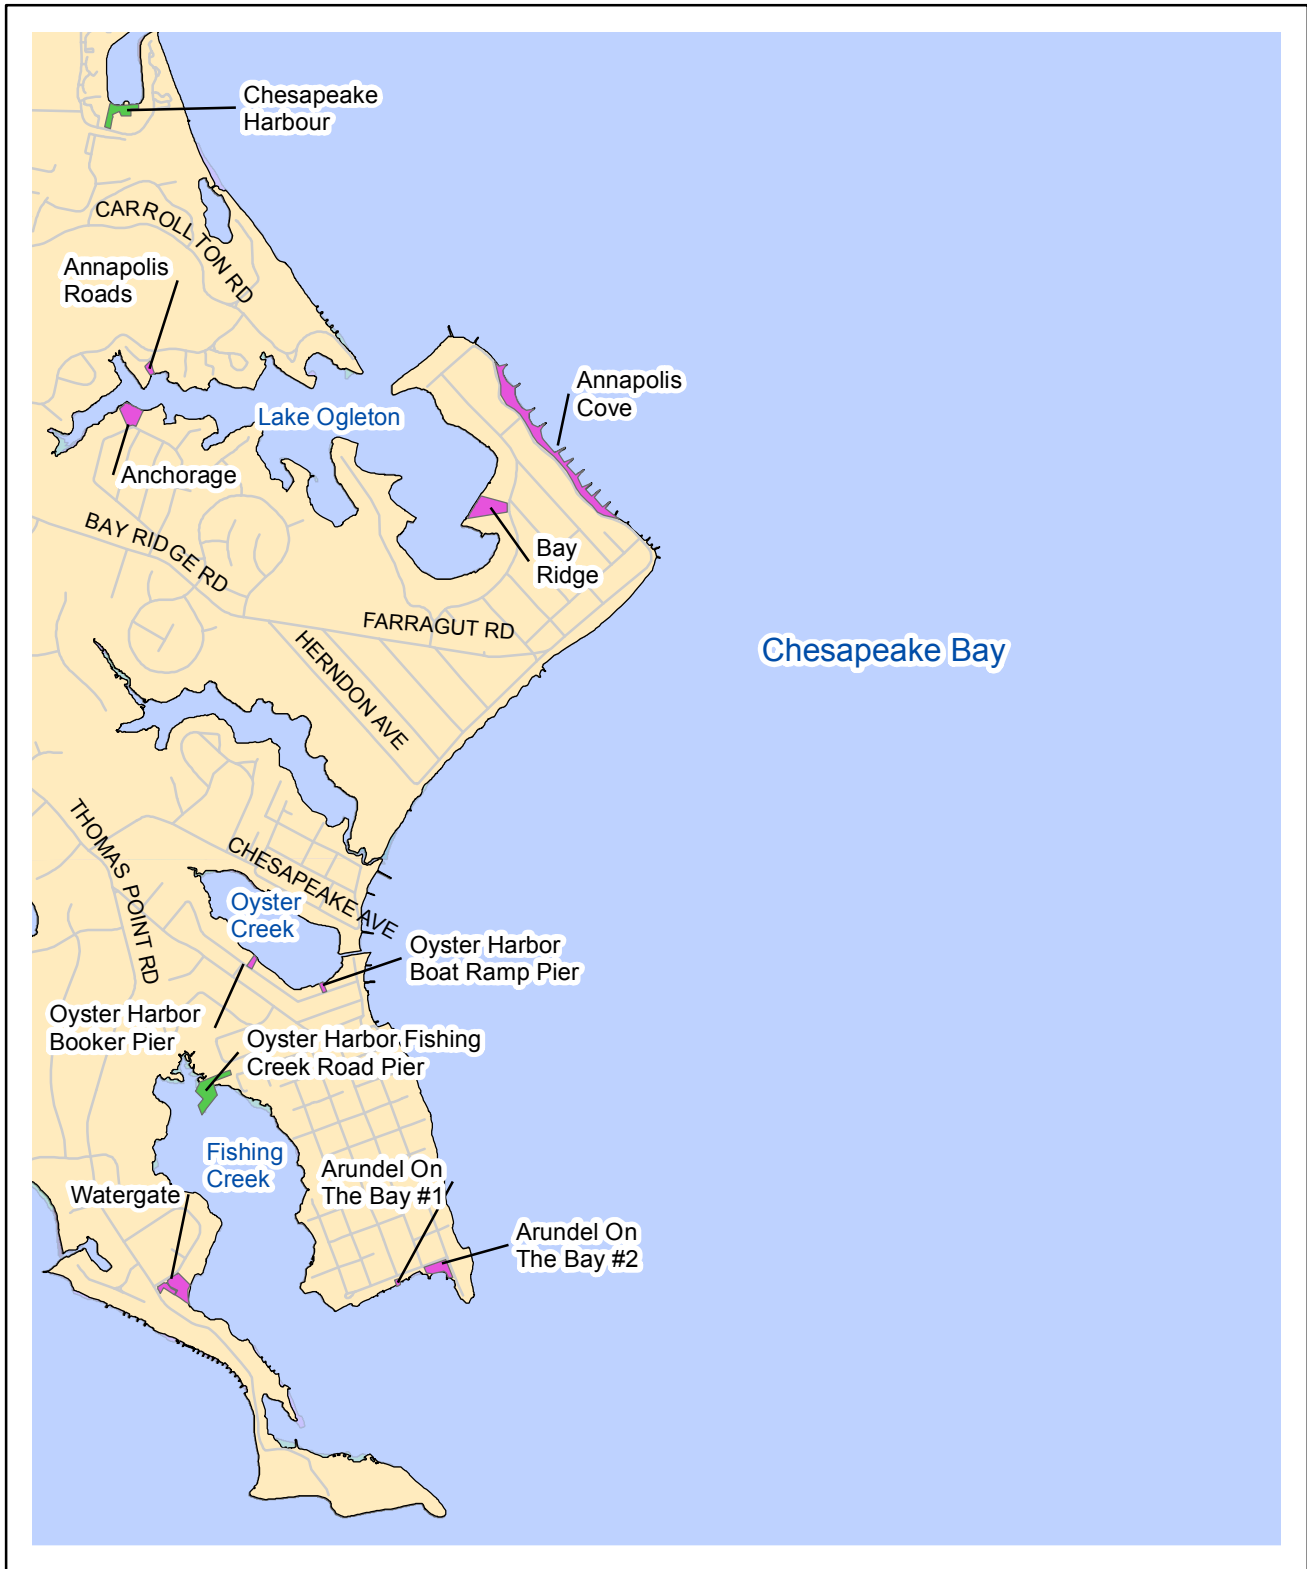 Chesapeake
Harbour
CARROLLTON RD
Annapolis
Roads
Annapolis
Cove
Lake Ogleton
Anchorage
BAY RIDGE RD
Bay
Ridge
FARRAGUT RD
HERNDON AVE
Chesapeake Bay
THOMAS POINT RD
CHESAPEAKE AVE
Oyster
Creek
Oyster Harbor
Boat Ramp Pier
Oyster Harbor
Booker Pier
Oyster Harbor Fishing
Creek Road Pier
Fishing
Creek
Arundel On
The Bay #1
Watergate
Arundel On
The Bay #2